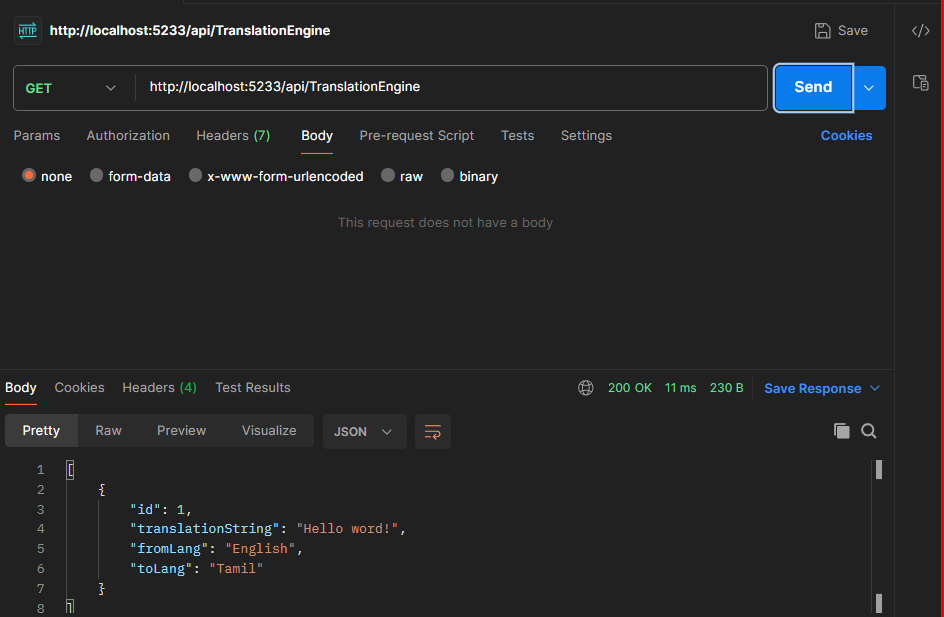 HTTP http://localhost:5233/api/TranslationEngine Save </>
GET http://localhost:5233/api/TranslationEngine Send
Params Authorization Headers (7) Body Pre-request Script Tests Settings Cookies
none form-data x-www-form-urlencoded raw binary
This request does not have a body
Body Cookies Headers (4) Test Results 200 OK 11 ms 230 B Save Response
Pretty Raw Preview Visualize JSON
1 [
2 {
3 "id": 1,
4 "translationString": "Hello word!",
5 "fromLang": "English",
6 "toLang": "Tamil"
7 }
8 ]